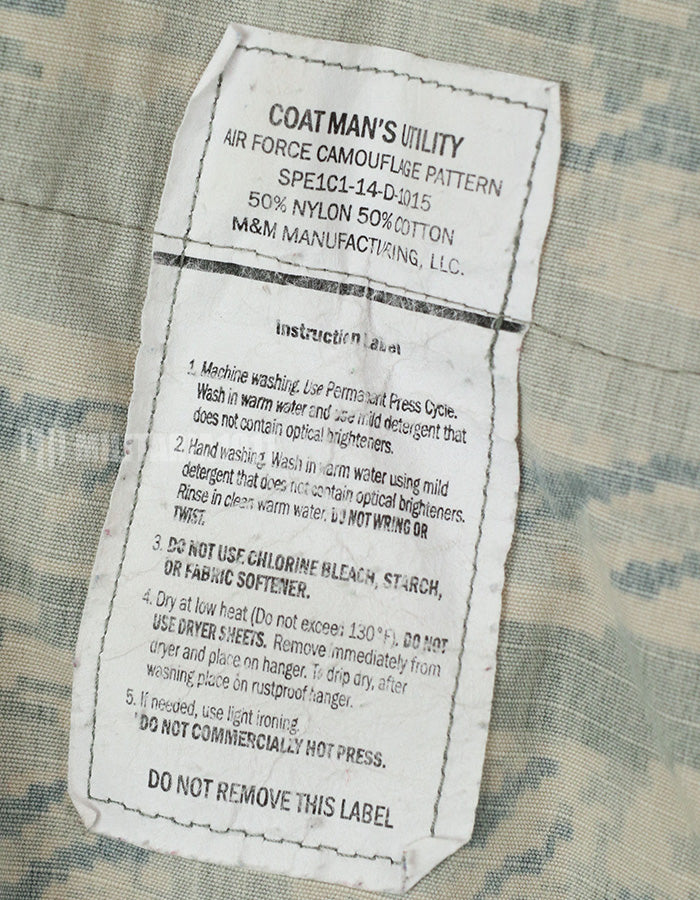 COAT MAN'S UTILITY
AIR FORCE CAMOUFLAGE PATTERN
SPE1C1-14-D-1015
50% NYLON 50% COTTON
M&M MANUFACTURING, LLC.
Instruction Label
1. Machine washing. Use Permanent Press Cycle.
Wash in warm water and use mild detergent that
does not contain optical brighteners.
2. Hand washing. Wash in warm water using mild
detergent that does not contain optical brighteners.
Rinse in clean warm water. DO NOT WRING OR
TWIST.
3. DO NOT USE CHLORINE BLEACH, STARCH,
OR FABRIC SOFTENER.
4. Dry at low heat (Do not exceed 130°F). DO NOT
USE DRYER SHEETS. Remove immediately from
dryer and place on hanger. To drip dry, after
washing place on rustproof hanger.
5. If needed, use light ironing.
DO NOT COMMERCIALLY HOT PRESS.
DO NOT REMOVE THIS LABEL